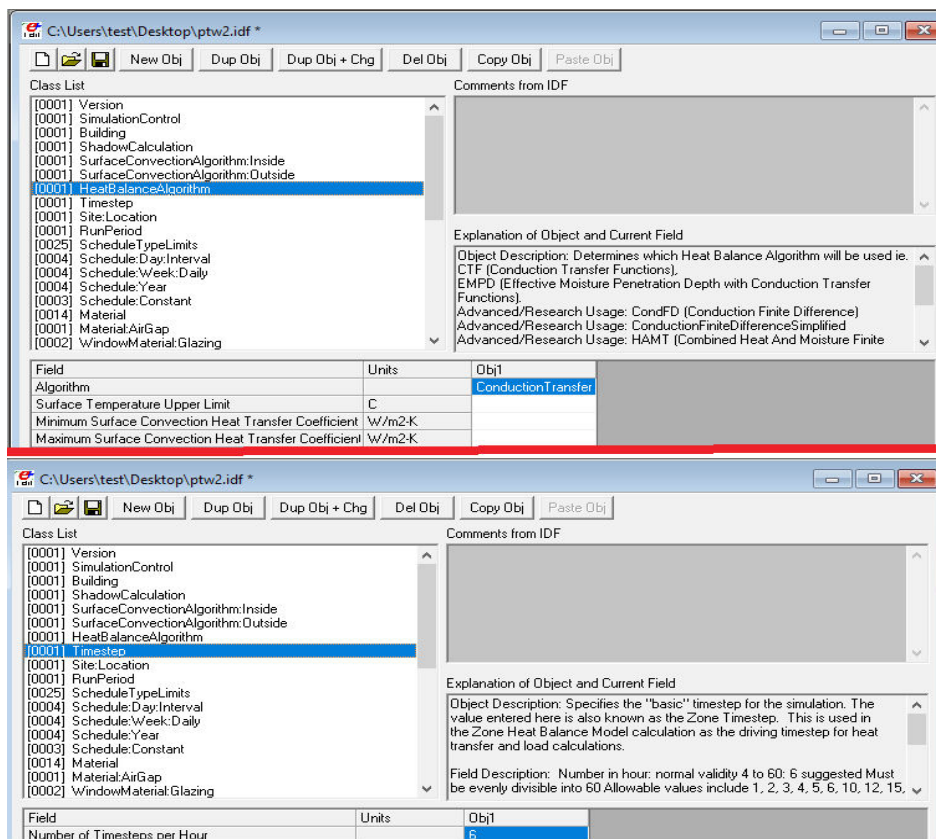 C:\Users\test\Desktop\ptw2.idf *
New Obj Dup Obj Dup Obj + Chg Del Obj Copy Obj Paste Obj
Class List
[0001] Version
[0001] SimulationControl
[0001] Building
[0001] ShadowCalculation
[0001] SurfaceConvectionAlgorithm:Inside
[0001] SurfaceConvectionAlgorithm:Outside
[0001] HeatBalanceAlgorithm
[0001] Timestep
[0001] Site:Location
[0001] RunPeriod
[0025] ScheduleTypeLimits
[0004] Schedule:Day:Interval
[0004] Schedule:Week:Daily
[0004] Schedule:Year
[0003] Schedule:Constant
[0014] Material
[0001] Material:AirGap
[0002] WindowMaterial:Glazing
Comments from IDF
Explanation of Object and Current Field
Object Description: Determines which Heat Balance Algorithm will be used ie.
CTF (Conduction Transfer Functions),
EMPD (Effective Moisture Penetration Depth with Conduction Transfer
Functions).
Advanced/Research Usage: CondFD (Conduction Finite Difference)
Advanced/Research Usage: ConductionFiniteDifferenceSimplified
Advanced/Research Usage: HAMT (Combined Heat And Moisture Finite
Field Units Obj1
Algorithm ConductionTransfer
Surface Temperature Upper Limit C
Minimum Surface Convection Heat Transfer Coefficient W/m2-K
Maximum Surface Convection Heat Transfer Coefficient W/m2-K
C:\Users\test\Desktop\ptw2.idf *
New Obj Dup Obj Dup Obj + Chg Del Obj Copy Obj Paste Obj
Class List
[0001] Version
[0001] SimulationControl
[0001] Building
[0001] ShadowCalculation
[0001] SurfaceConvectionAlgorithm:Inside
[0001] SurfaceConvectionAlgorithm:Outside
[0001] HeatBalanceAlgorithm
[0001] Timestep
[0001] Site:Location
[0001] RunPeriod
[0025] ScheduleTypeLimits
[0004] Schedule:Day:Interval
[0004] Schedule:Week:Daily
[0004] Schedule:Year
[0003] Schedule:Constant
[0014] Material
[0001] Material:AirGap
[0002] WindowMaterial:Glazing
Comments from IDF
Explanation of Object and Current Field
Object Description: Specifies the "basic" timestep for the simulation. The
value entered here is also known as the Zone Timestep. This is used in
the Zone Heat Balance Model calculation as the driving timestep for heat
transfer and load calculations.
Field Description: Number in hour: normal validity 4 to 60: 6 suggested Must
be evenly divisible into 60 Allowable values include 1, 2, 3, 4, 5, 6, 10, 12, 15,
Field Units Obj1
Number of Timesteps per Hour 6